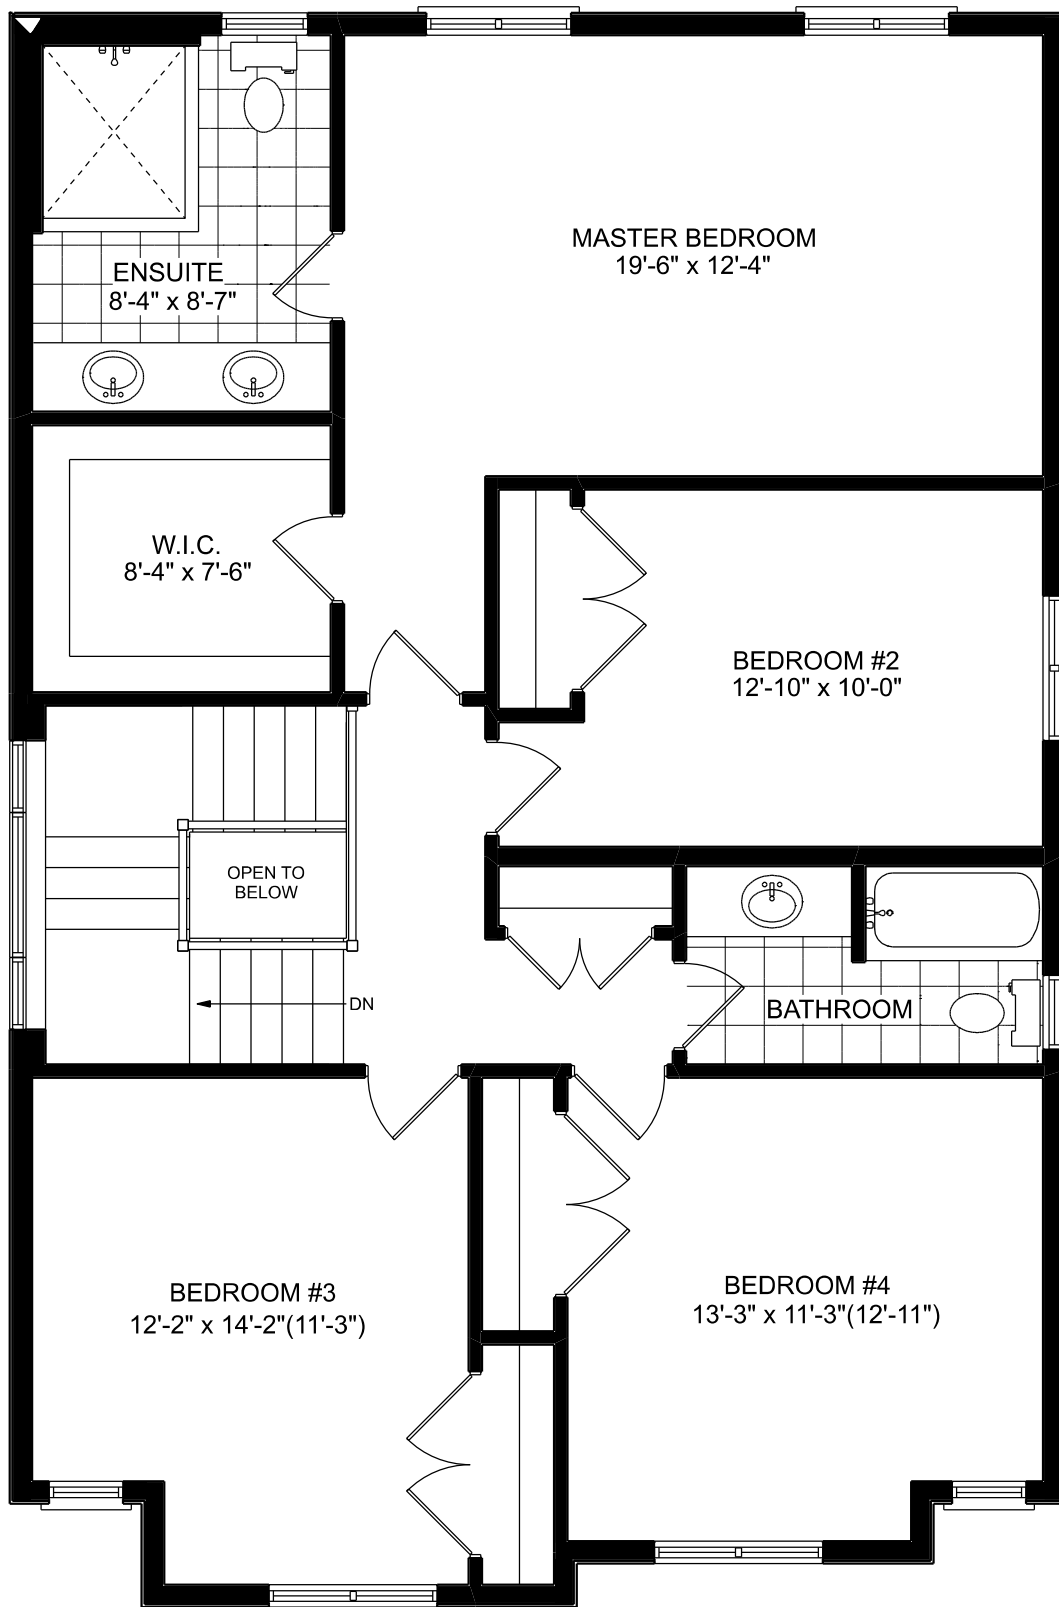 MASTER BEDROOM
19'-6" x 12'-4"
ENSUITE
8'-4" x 8'-7"
W.I.C.
8'-4" x 7'-6"
BEDROOM #2
12'-10" x 10'-0"
OPEN TO
BELOW
DN
BATHROOM
BEDROOM #3
12'-2" x 14'-2"(11'-3")
BEDROOM #4
13'-3" x 11'-3"(12'-11")